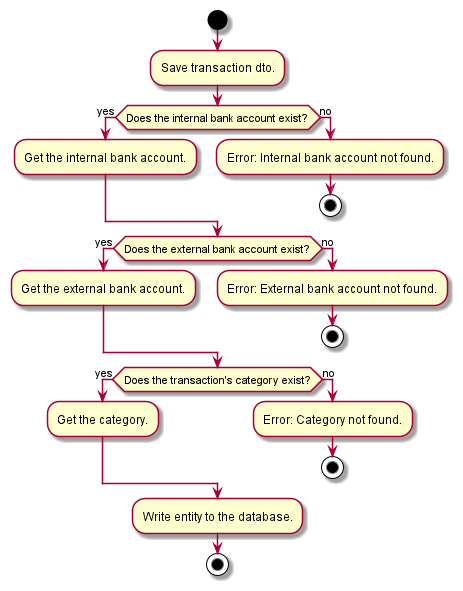 Save transaction dto.
yes
Does the internal bank account exist?
no
Get the internal bank account.
Error: Internal bank account not found.
yes
Does the external bank account exist?
no
Get the external bank account.
Error: External bank account not found.
yes
Does the transaction's category exist?
no
Get the category.
Error: Category not found.
Write entity to the database.